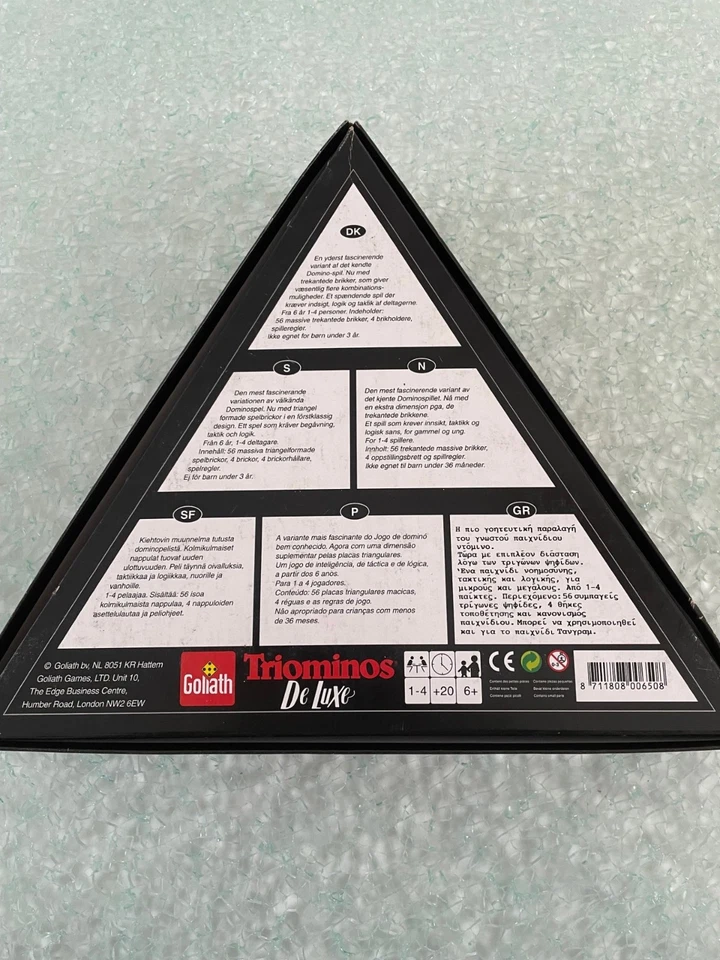 DK
En yderst fascinerende
variant af det kendte
Domino-spil. Nu med
trekantede brikker, som giver
væsentlig flere kombinations-
muligheder. Et spændende spil der
kræver indsigt, logik og taktik af deltagerne.
Fra 6 år 1-4 personer. Indeholder:
56 massive trekantede brikker, 4 brikholdere,
spilleregler.
Ikke egnet for børn under 3 år.
S
Den mest fascinerande
variationen av välkända
Dominospel. Nu med triangel
formade spelbrickor i en förstklassig
design. Ett spel som kräver begåvning,
taktik och logik.
Från 6 år, 1-4 deltagare.
Innehåll: 56 massiva triangelformade
spelbrickor, 4 brickor, 4 brickorhållare,
spelregler.
Ej för barn under 3 år.
N
Den mest fascinerende variant av
det kjente Dominospillet. Nå med
en ekstra dimensjon pga, de
trekantede brikkene.
Et spill som krever innsikt, taktikk og
logisk sans, for gammel og ung.
For 1-4 spillere.
Innholt: 56 trekantede massive brikker,
4 oppstillingsbrett og spilleregler.
Ikke egnet til barn under 36 måneder.
SF
Kiehtovin muunnelma tutusta
dominopelistä. Kolmikulmaiset
nappulat tuovat uuden
ulottuvuuden. Peli täynnä oivalluksia,
taktiikkaa ja logiikkaa, nuorille ja
vanhoille.
1-4 pelaajaa. Sisältää: 56 isoa
kolmikulmaista nappulaa, 4 nappuloiden
asettelulautaa ja peliohjeet.
P
A variante mais fascinante do Jogo de dominó
bem conhecido. Agora com uma dimensão
suplementar pelas placas triangulares.
Um jogo de inteligência, de táctica e de lógica,
a partir dos 6 anos.
Para 1 a 4 jogadores.
Conteúdo: 56 placas triangulares macicas,
4 réguas e as regras de jogo.
Não apropriado para crianças com menos
de 36 meses.
GR
Η πιο γοητευτική παραλαγή
του γνωστού παιχνίδιου
ντόμινο.
Τώρα με επιπλέον διάσταση
λόγω των τριγώνων ψηφίδων.
'Ενα παιχνίδι νοημοσύνης,
τακτικής και λογικής, για
μικρούς και μεγάλους. Από 1-4
παίκτες. Περιεχόμενο: 56 συμπαγείς
τρίγωνες ψηφίδες, 4 θήκες
τοποθέτησης και κανονισμός
παιχνίδιου. Μπορεί να χρησιμοποιηθεί
και για το παιχνίδι Τανγραμ.
© Goliath bv, NL 8051 KR Hattem
Goliath Games, LTD. Unit 10,
The Edge Business Centre,
Humber Road, London NW2 6EW
Goliath
Triominos
De Luxe
1-4 +20 6+
CE
0-3
8 711808 006508